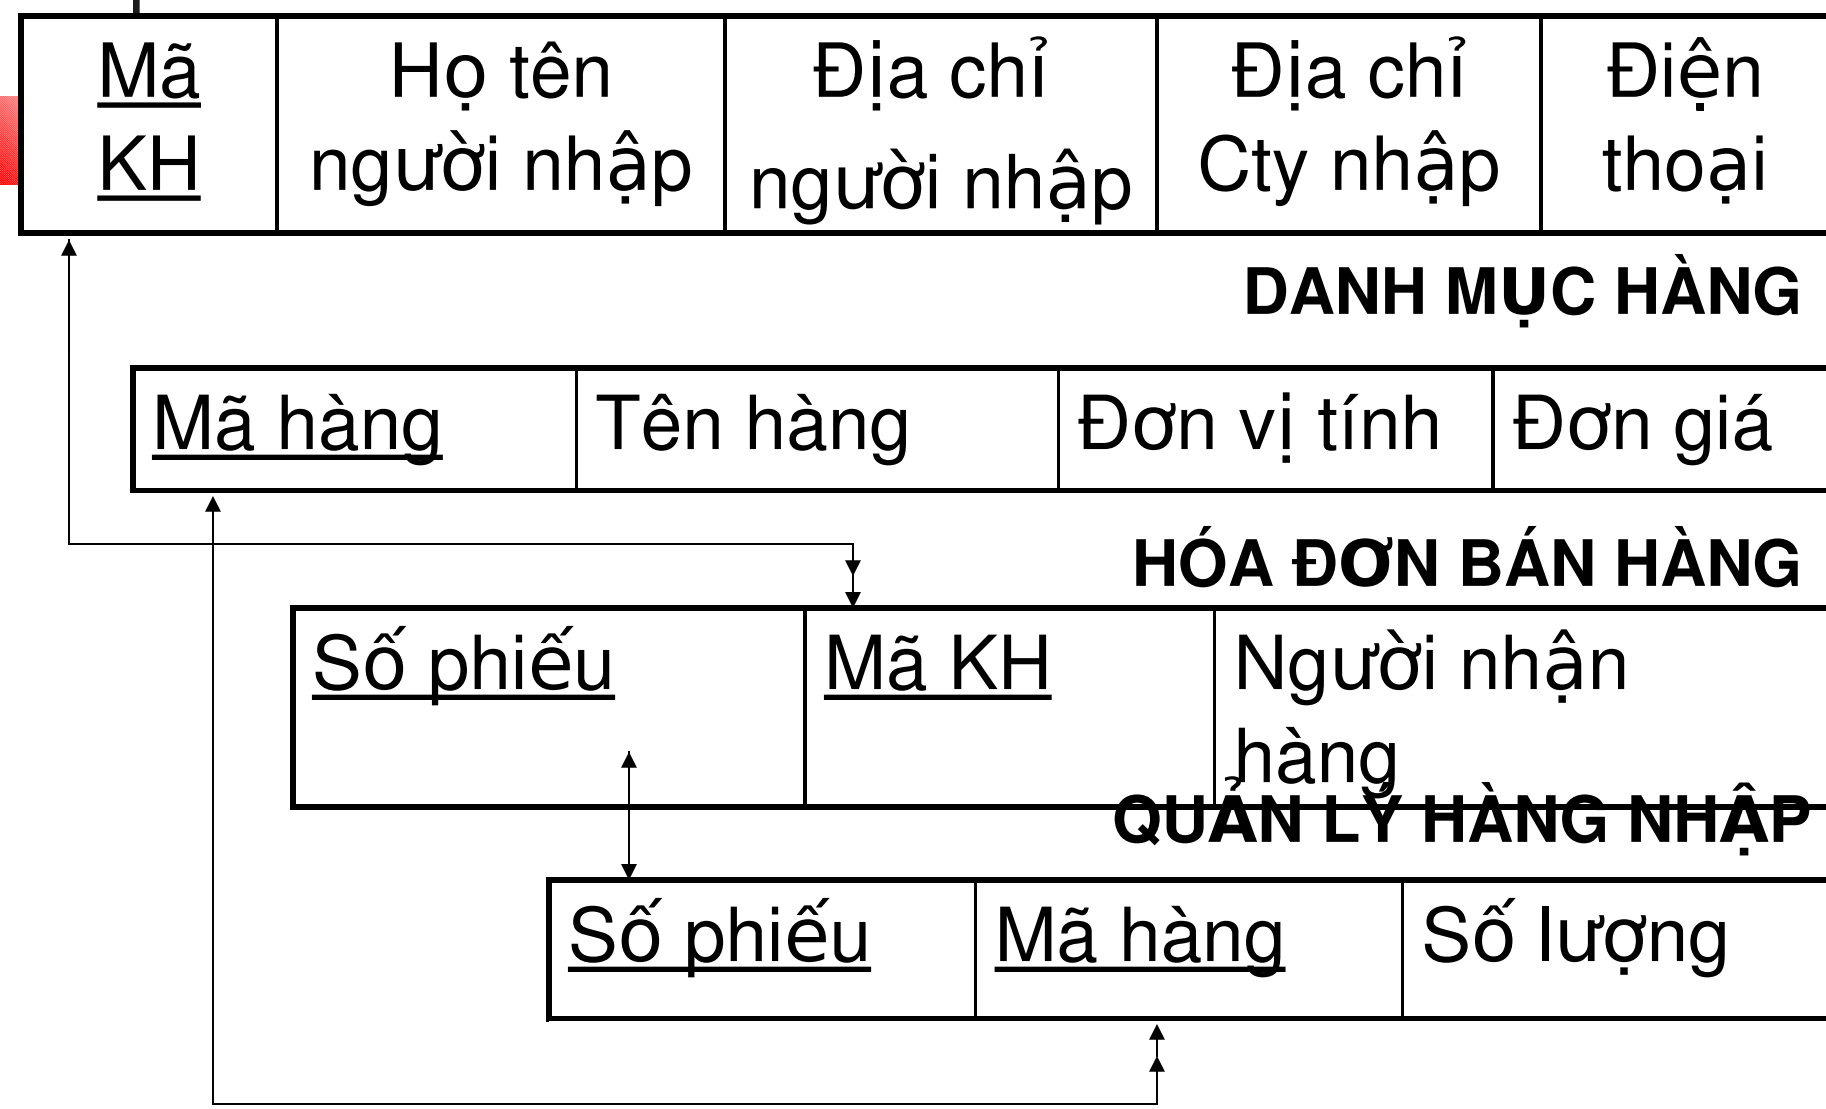 Mã KH
Họ tên người nhập
Địa chỉ người nhập
Địa chỉ Cty nhập
Điện thoại
DANH MỤC HÀNG
Mã hàng Tên hàng Đơn vị tính Đơn giá
HÓA ĐƠN BÁN HÀNG
Số phiếu Mã KH Người nhận
hàng
QUẢN LÝ HÀNG NHẬP
Số phiếu Mã hàng Số lượng